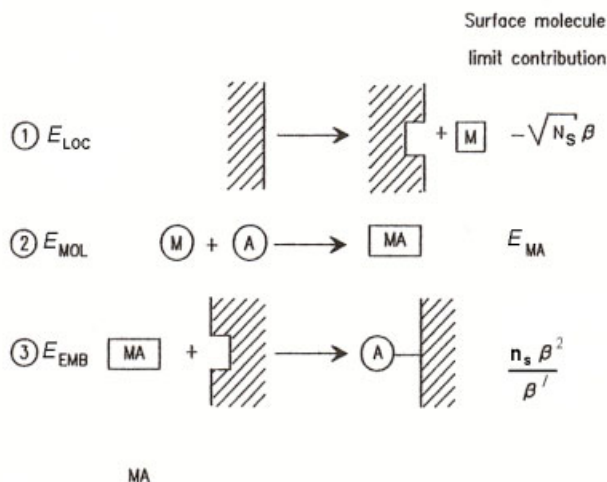 Surface molecule
limit contribution
① E_LOC → + M −√N_S β
② E_MOL M + A → MA E_MA
③ E_EMB MA + → A n_s β² / β′
MA